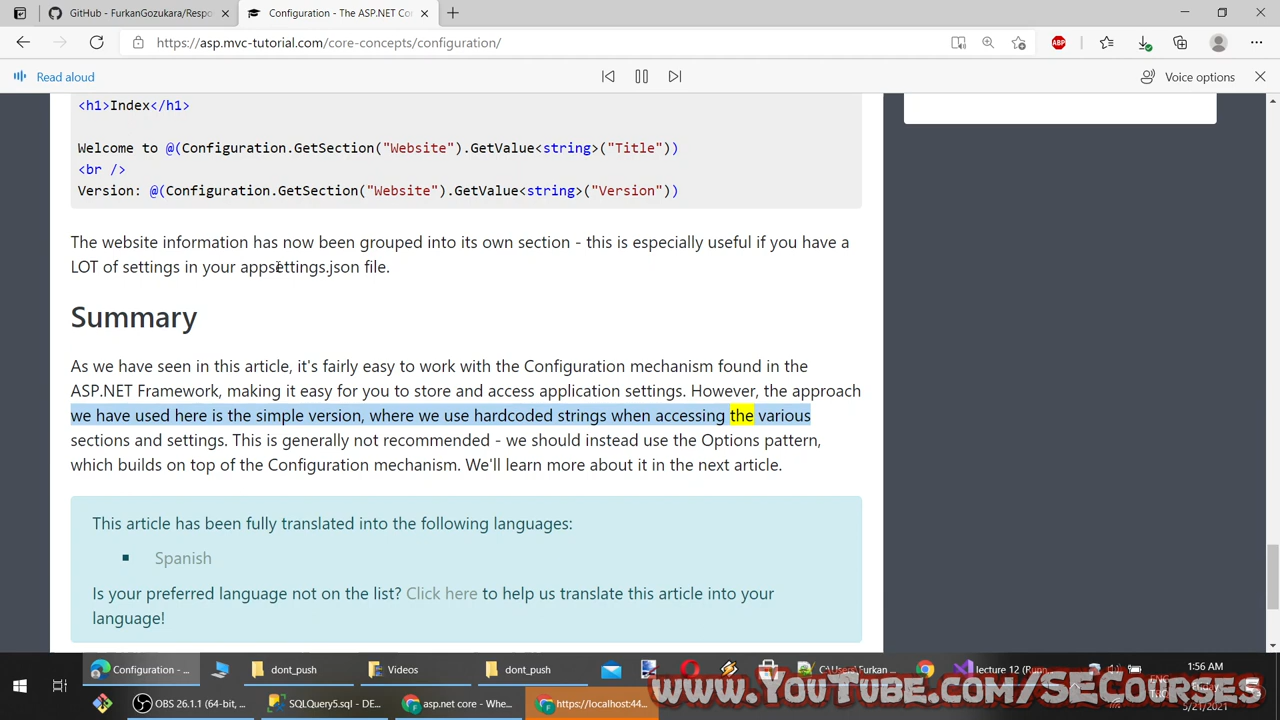 GitHub - FurkanGozukara/Respo
Configuration - The ASP.NET Co
https://asp.mvc-tutorial.com/core-concepts/configuration/
ABP
Read aloud
Voice options
<h1>Index</h1>
Welcome to @(Configuration.GetSection("Website").GetValue<string>("Title"))
<br />
Version: @(Configuration.GetSection("Website").GetValue<string>("Version"))
The website information has now been grouped into its own section - this is especially useful if you have a
LOT of settings in your appsettings.json file.
Summary
As we have seen in this article, it's fairly easy to work with the Configuration mechanism found in the
ASP.NET Framework, making it easy for you to store and access application settings. However, the approach
we have used here is the simple version, where we use hardcoded strings when accessing the various
sections and settings. This is generally not recommended - we should instead use the Options pattern,
which builds on top of the Configuration mechanism. We'll learn more about it in the next article.
This article has been fully translated into the following languages:
Spanish
Is your preferred language not on the list? Click here to help us translate this article into your
language!
Configuration - ...
dont_push
Videos
dont_push
C:\Users\Furkan ...
lecture 12 (Runn...
1:56 AM
ENG
Friday
5/21/2021
OBS 26.1.1 (64-bit, ...
SQLQuery5.sql - DE...
asp.net core - Whe...
https://localhost:44...
www.YouTube.com/SECourses